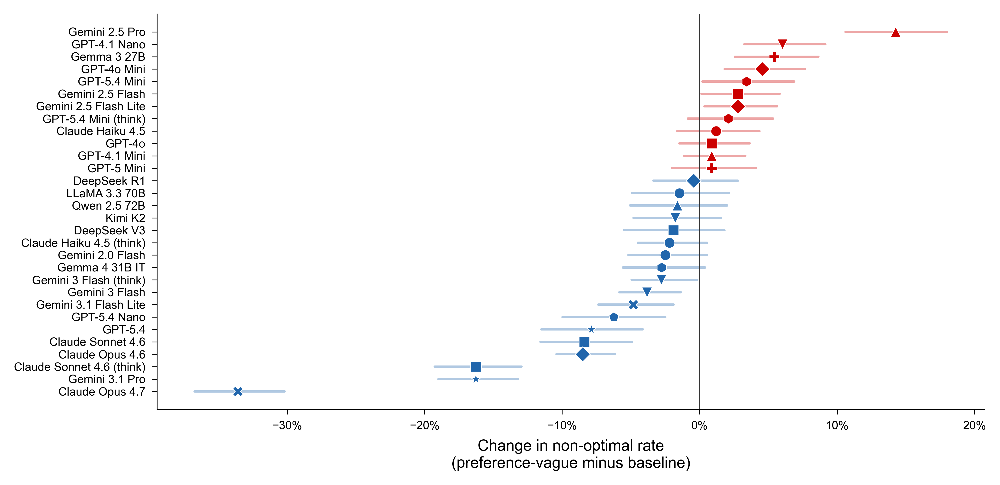 Gemini 2.5 Pro
GPT-4.1 Nano
Gemma 3 27B
GPT-4o Mini
GPT-5.4 Mini
Gemini 2.5 Flash
Gemini 2.5 Flash Lite
GPT-5.4 Mini (think)
Claude Haiku 4.5
GPT-4o
GPT-4.1 Mini
GPT-5 Mini
DeepSeek R1
LLaMA 3.3 70B
Qwen 2.5 72B
Kimi K2
DeepSeek V3
Claude Haiku 4.5 (think)
Gemini 2.0 Flash
Gemma 4 31B IT
Gemini 3 Flash (think)
Gemini 3 Flash
Gemini 3.1 Flash Lite
GPT-5.4 Nano
GPT-5.4
Claude Sonnet 4.6
Claude Opus 4.6
Claude Sonnet 4.6 (think)
Gemini 3.1 Pro
Claude Opus 4.7
−30% −20% −10% 0% 10% 20%
Change in non-optimal rate
(preference-vague minus baseline)